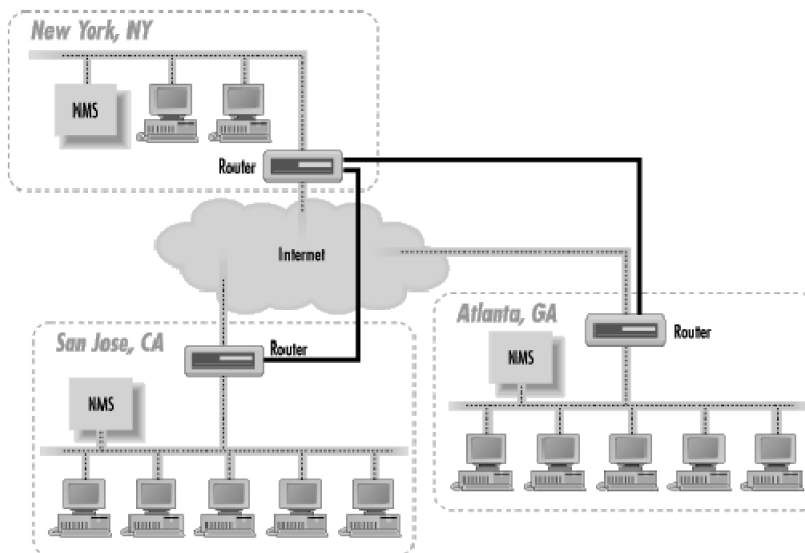 New York, NY
NMS
Router
Internet
San Jose, CA
Router
NMS
Atlanta, GA
Router
NMS